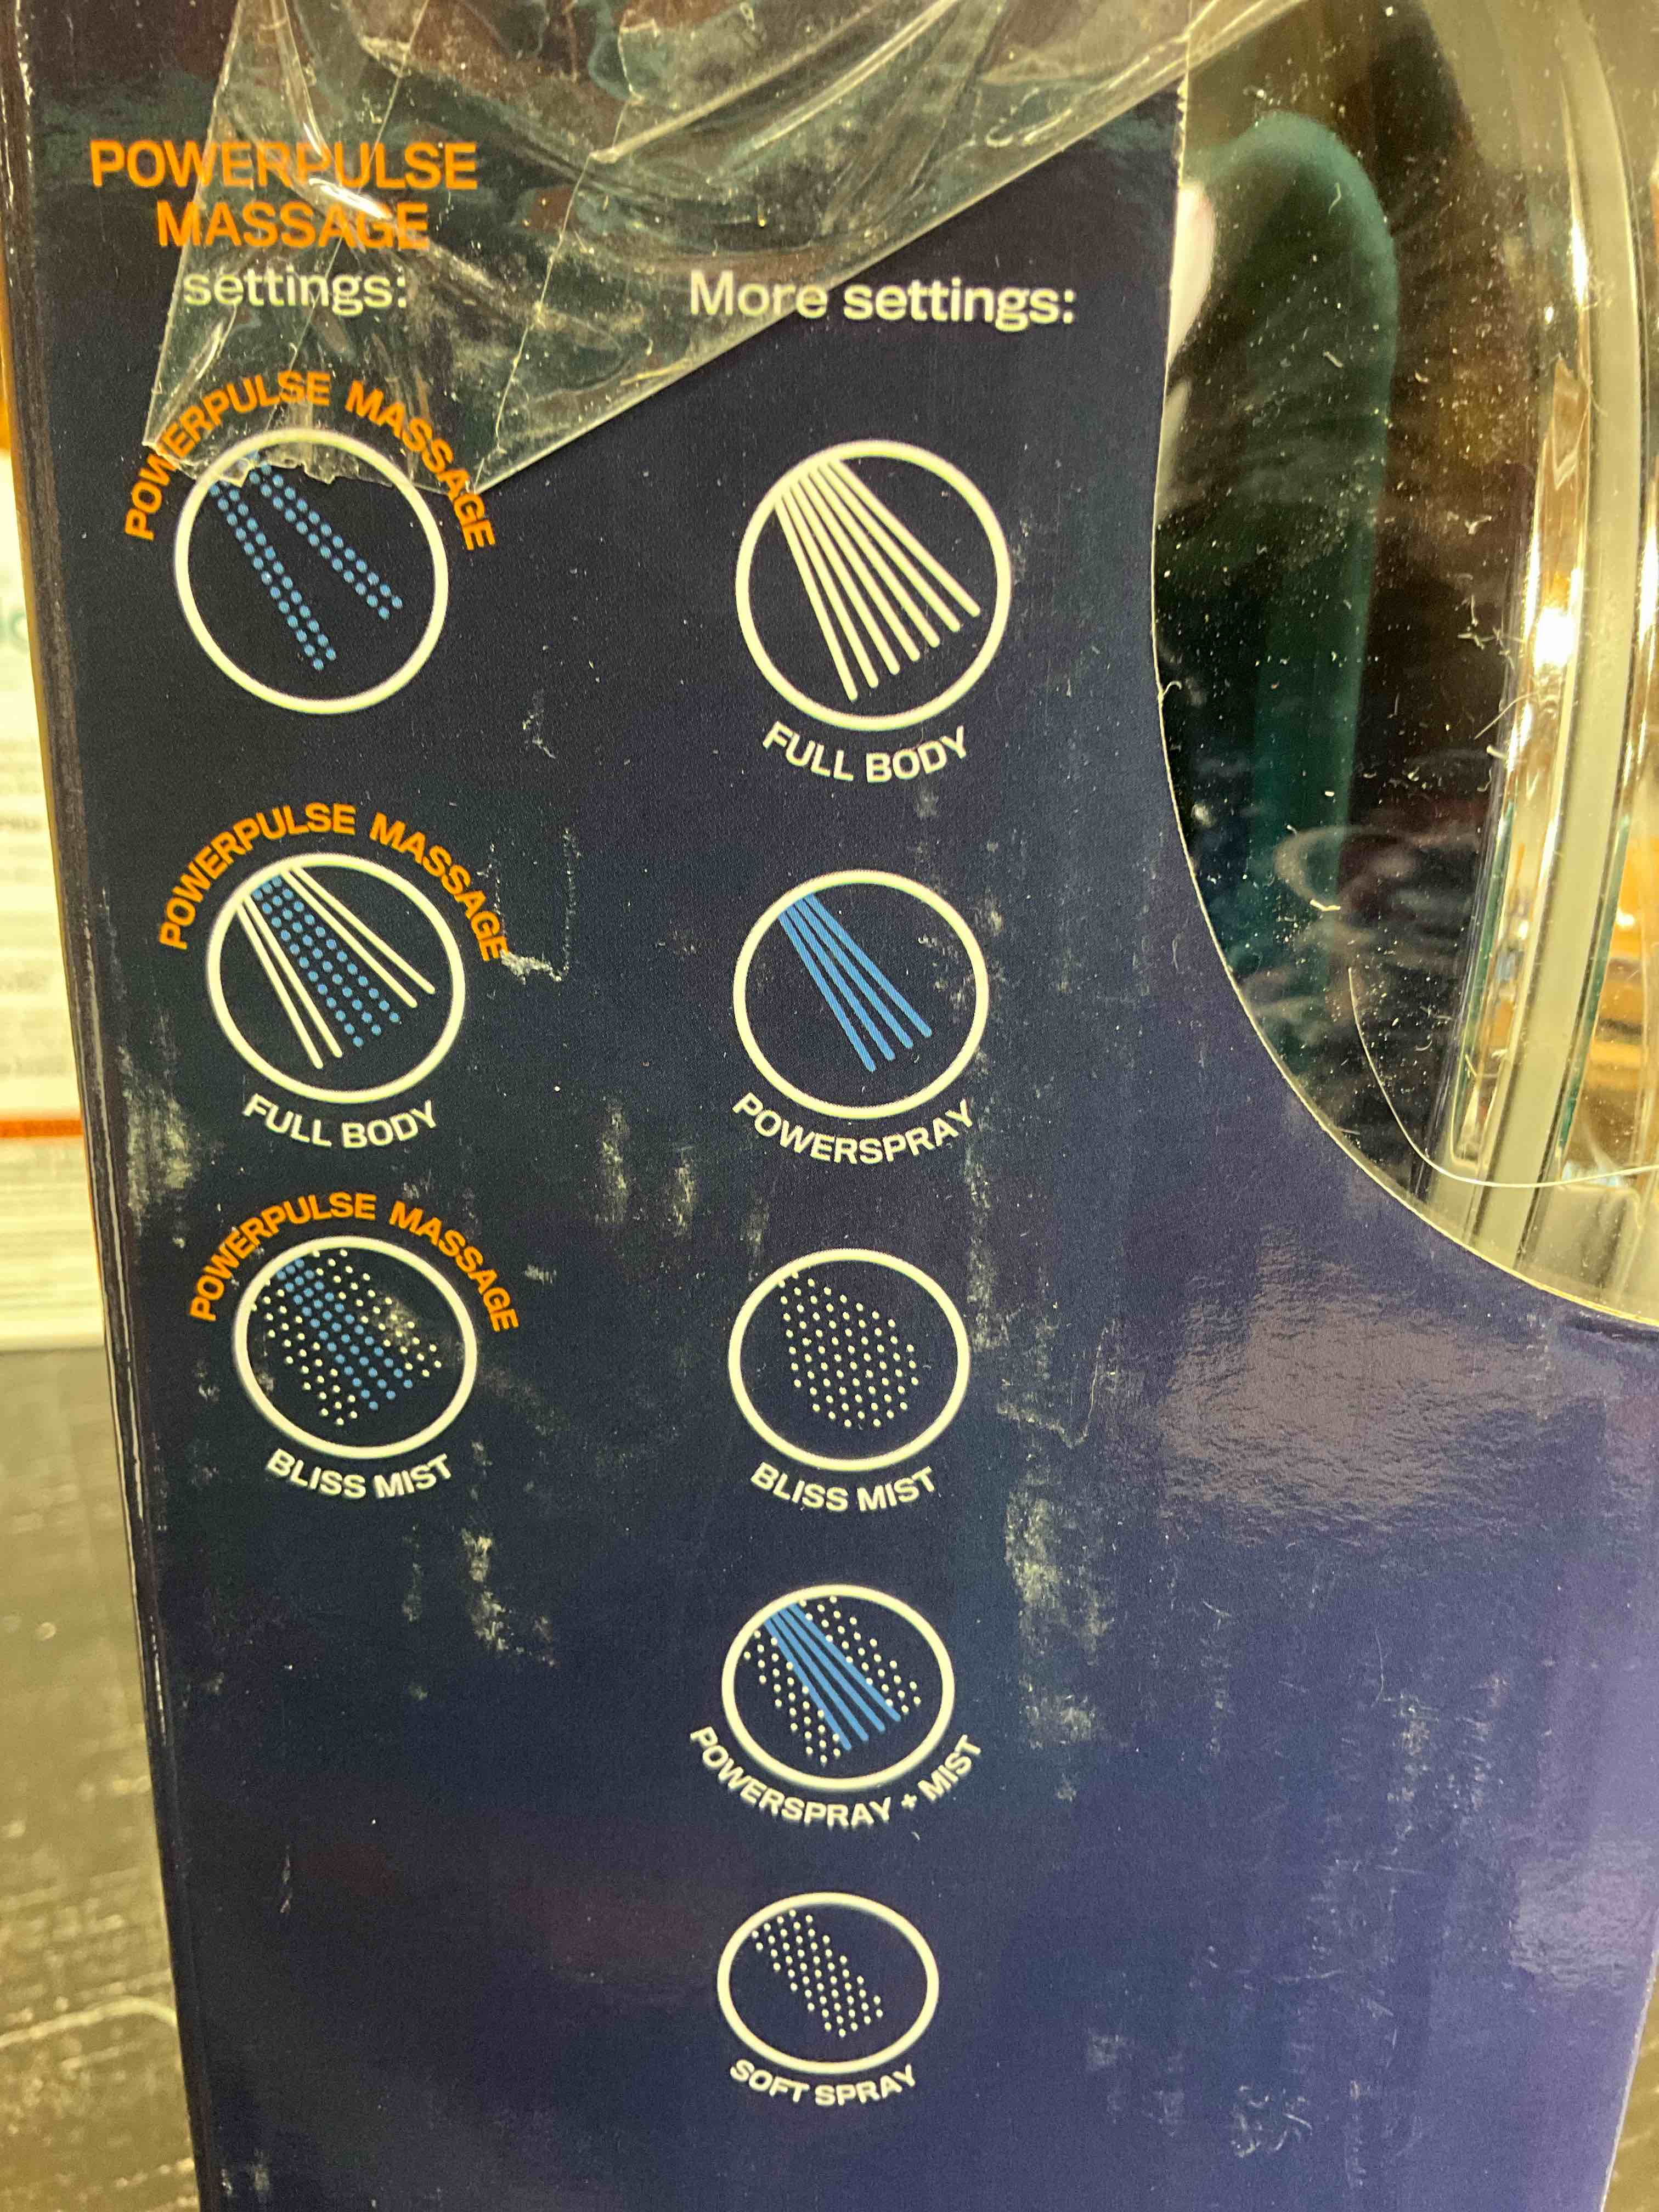 POWERPULSE
MASSAGE
settings:
POWERPULSE MASSAGE
POWERPULSE MASSAGE
FULL BODY
POWERPULSE MASSAGE
BLISS MIST
More settings:
FULL BODY
POWERSPRAY
BLISS MIST
POWERSPRAY + MIST
SOFT SPRAY